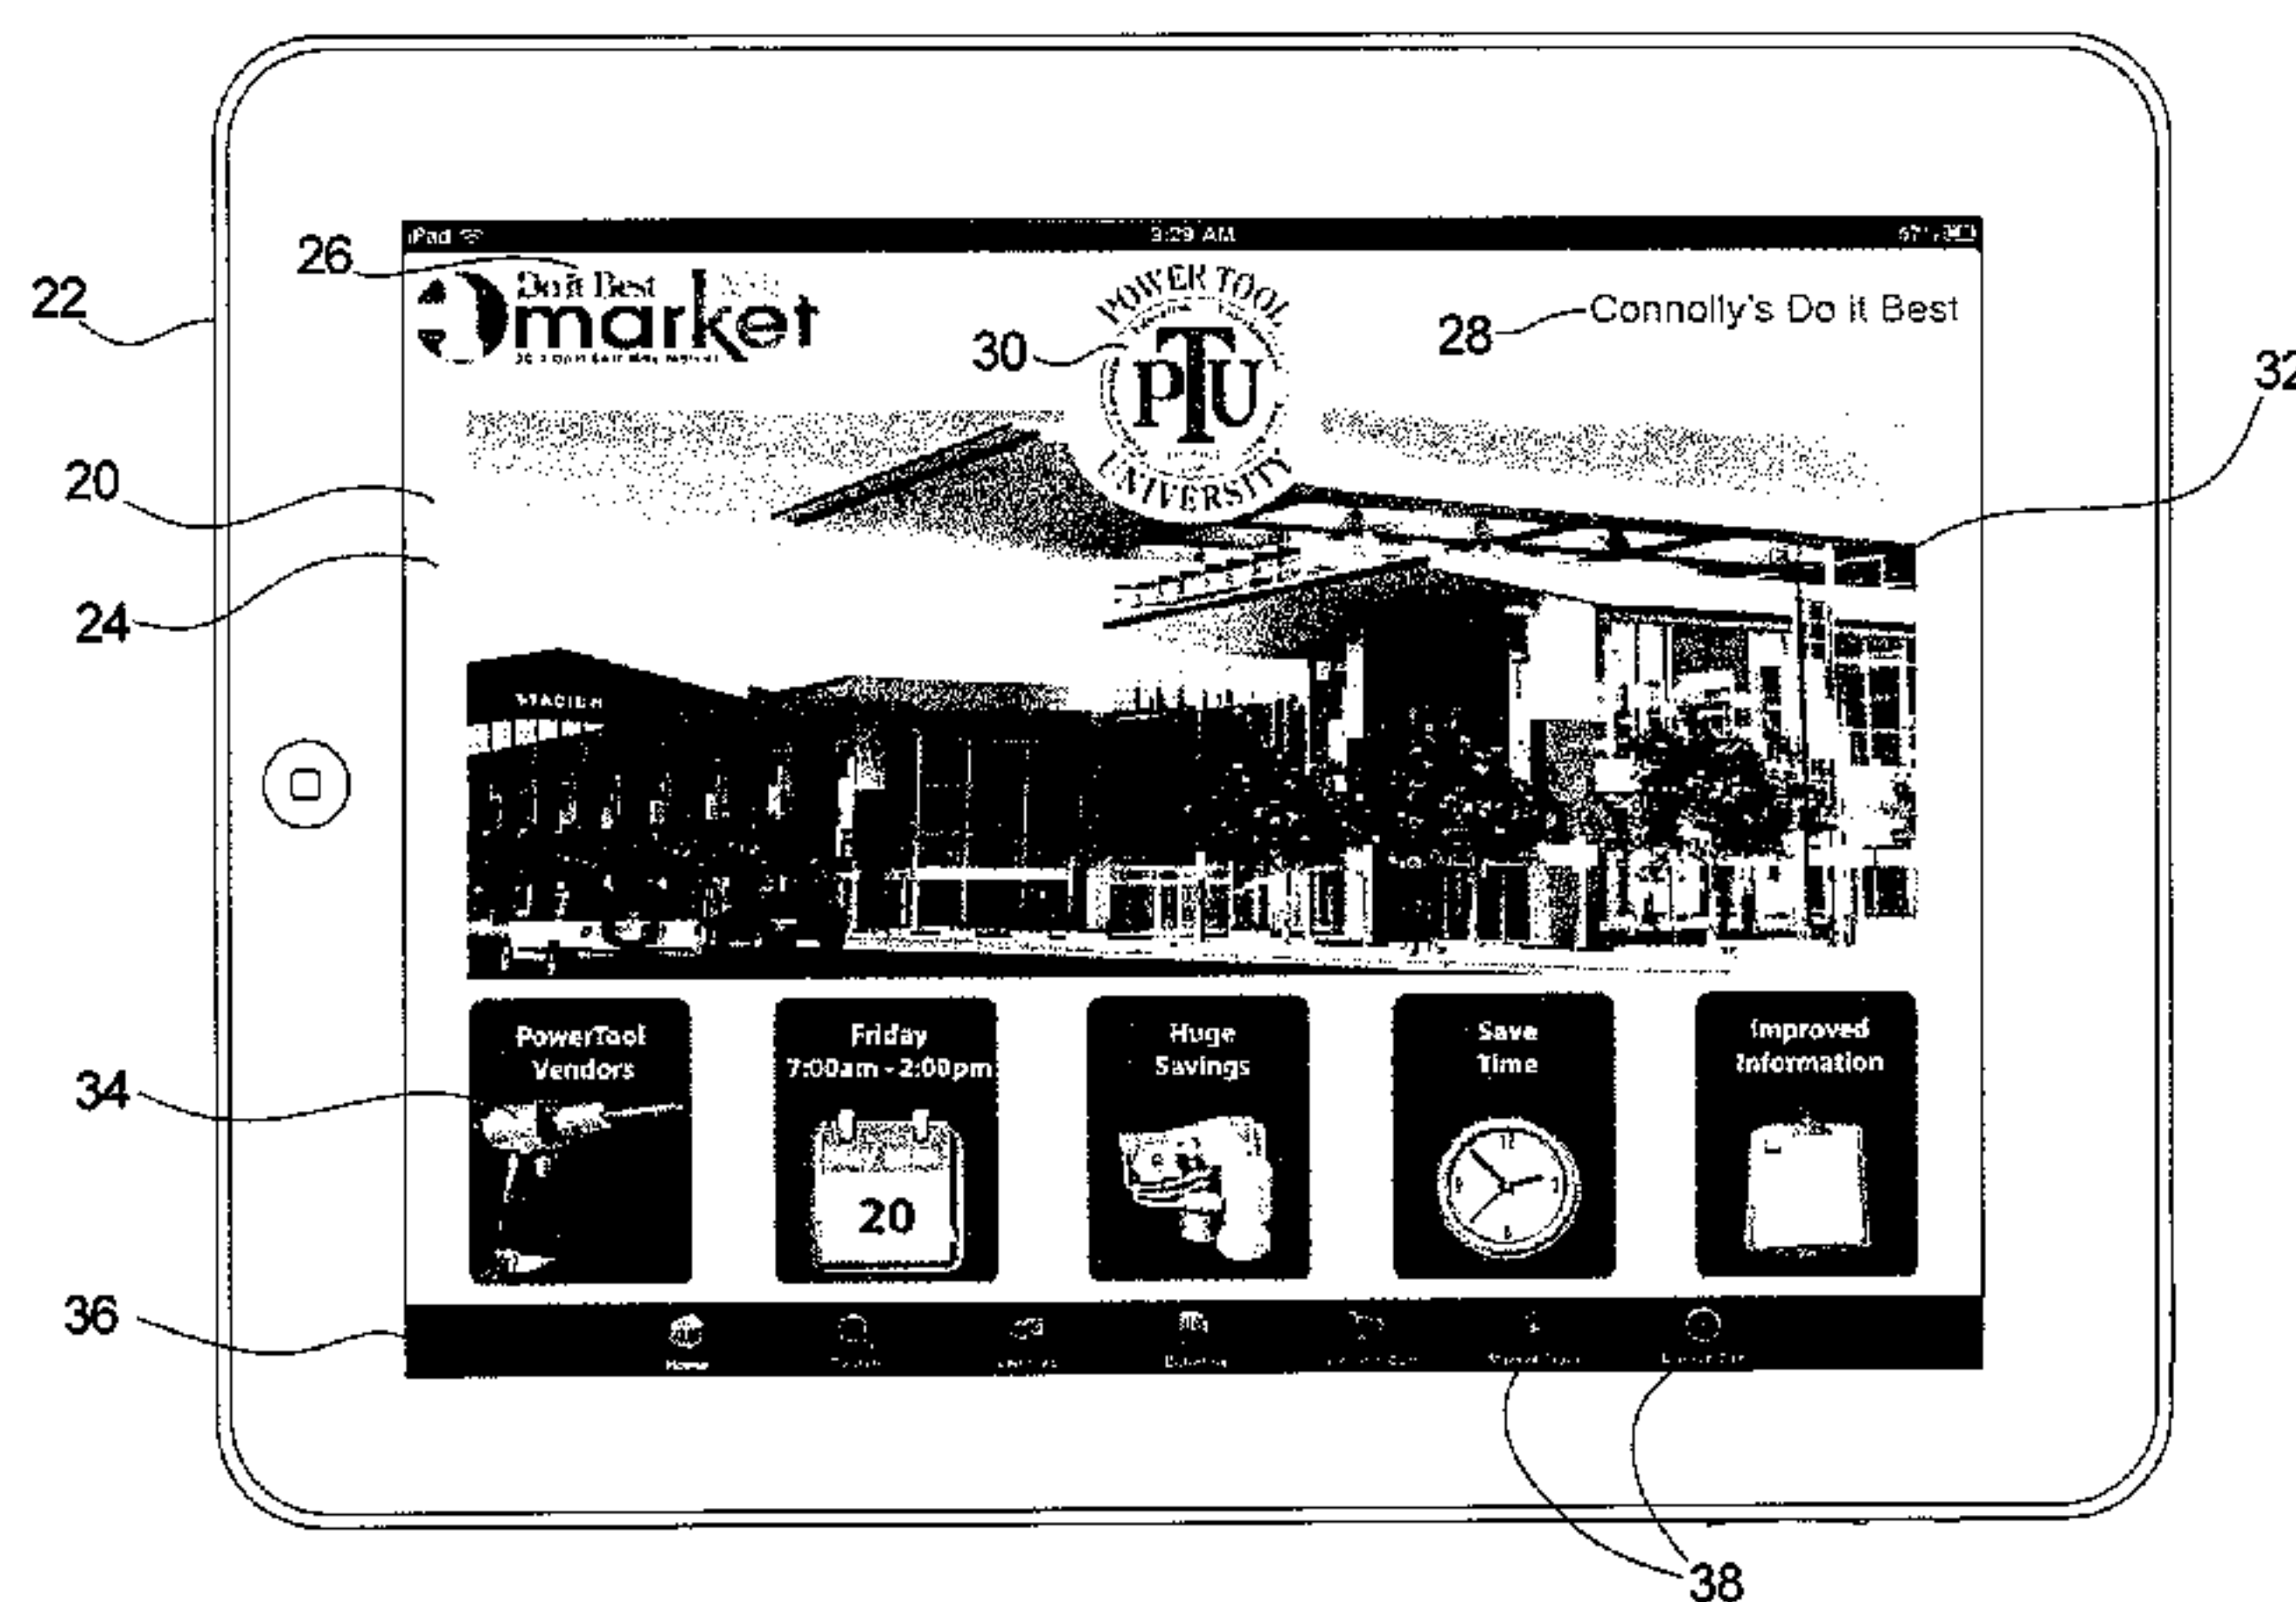 iPad
3:29 AM
26
22
Do it Best
market
POWER TOOL
PTU
UNIVERSITY
30
28
Connolly's Do it Best
32
20
24
PowerTool
Vendors
Friday
7:00am - 2:00pm
20
Huge
Savings
Save
Time
Improved
Information
34
36
Home
38